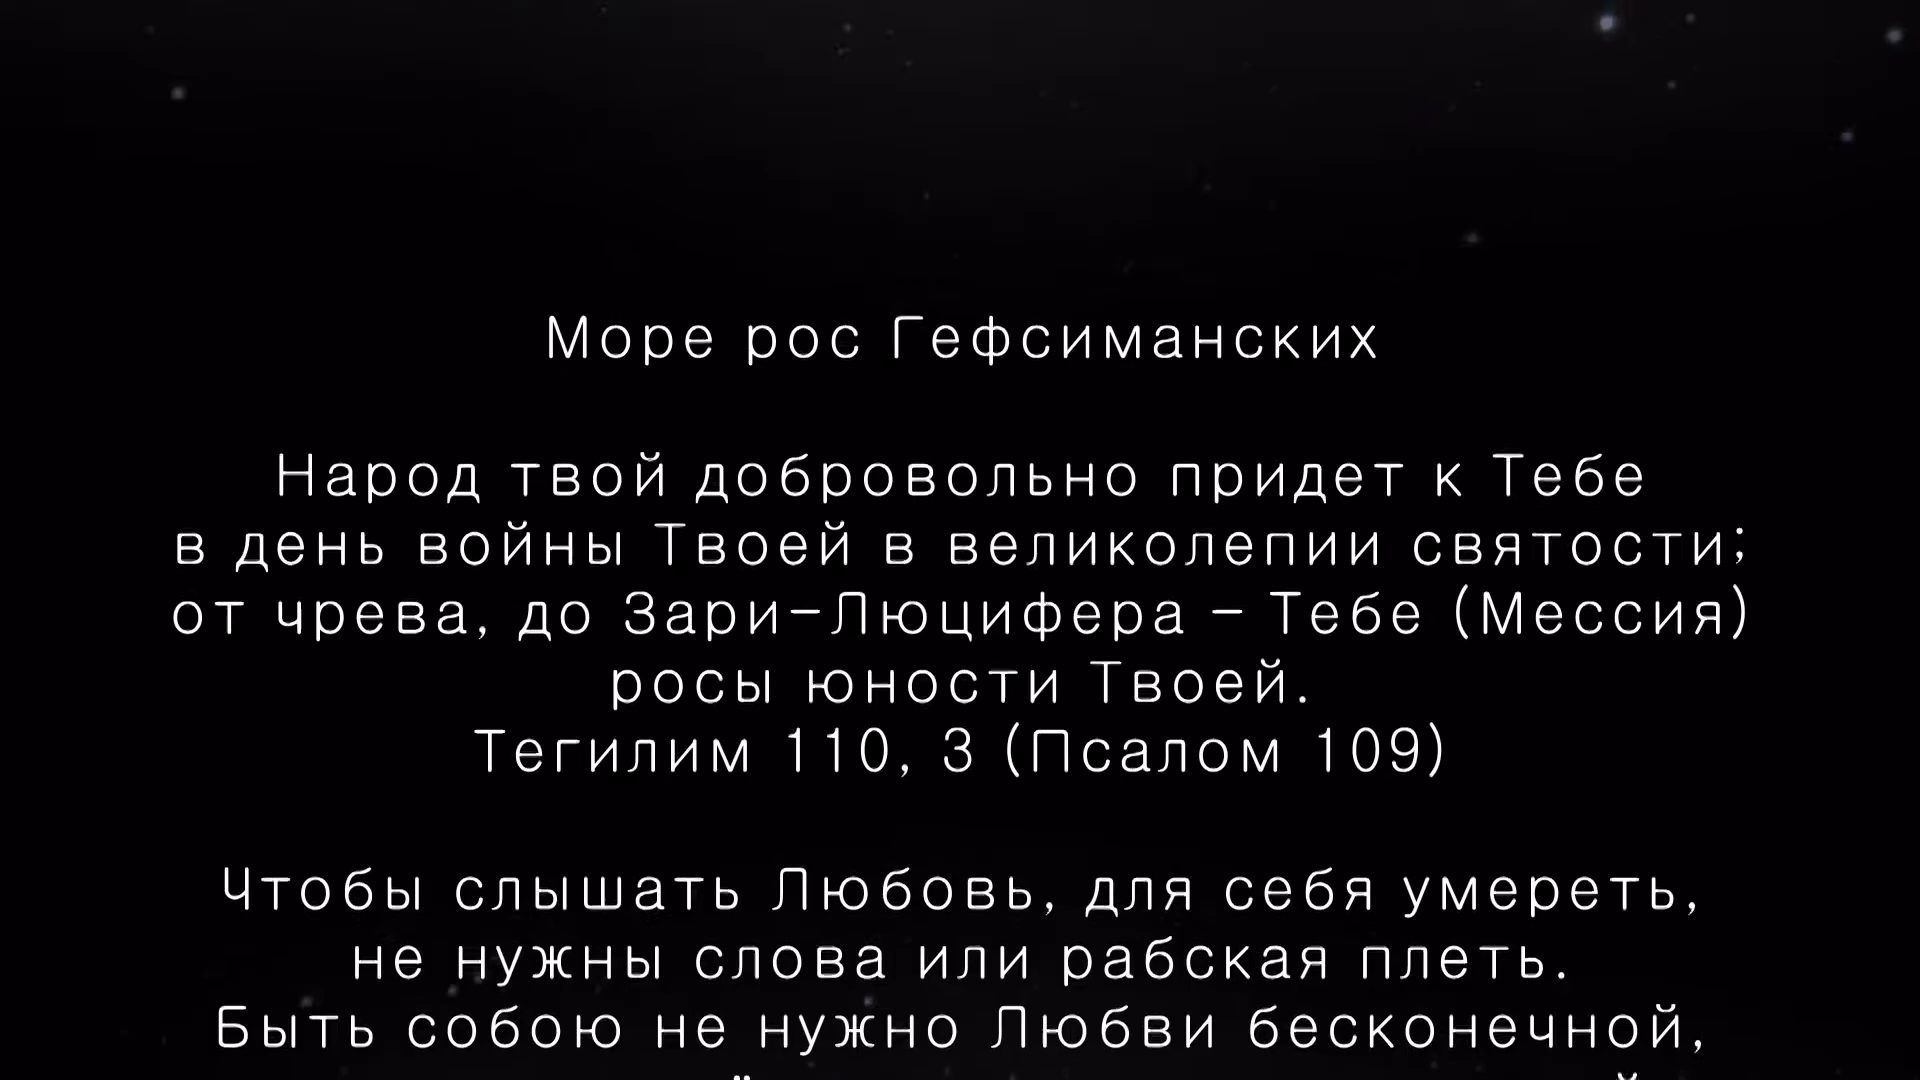 Море рос Гефсиманских
Народ твой добровольно придет к Тебе
в день войны Твоей в великолепии святости;
от чрева, до Зари-Люцифера - Тебе (Мессия)
росы юности Твоей.
Тегилим 110, 3 (Псалом 109)
Чтобы слышать Любовь, для себя умереть,
не нужны слова или рабская плеть.
Быть собою не нужно Любви бесконечной,